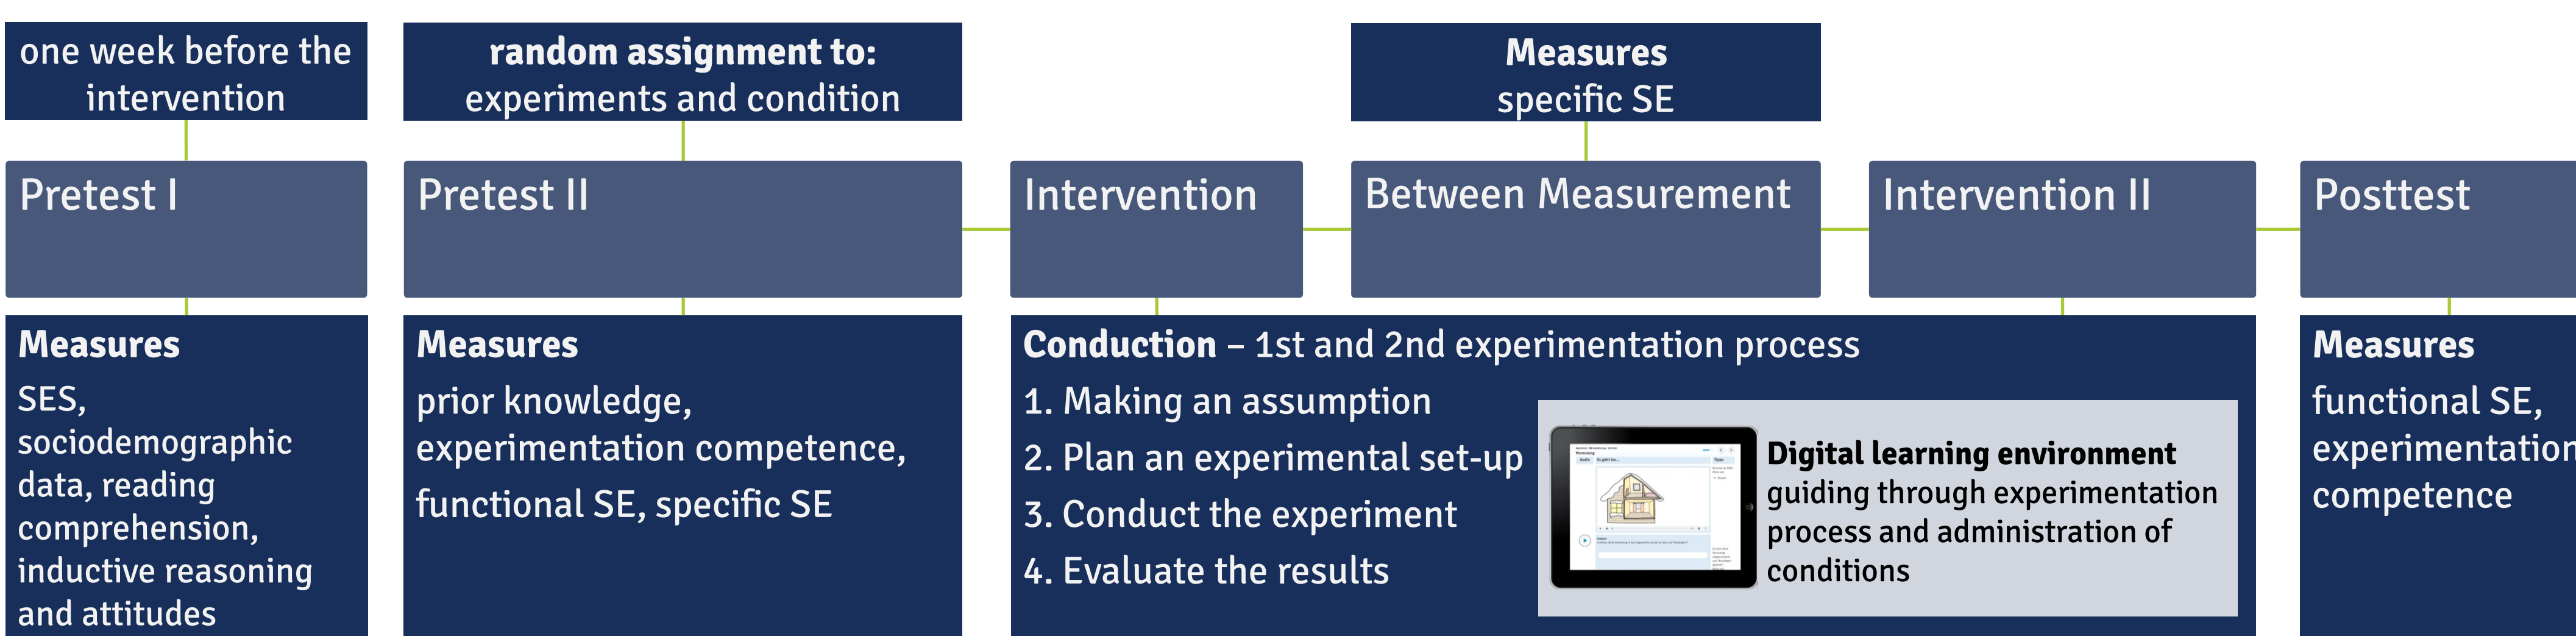 one week before the
intervention
random assignment to:
experiments and condition
Measures
specific SE
Pretest I
Pretest II
Intervention
Between Measurement
Intervention II
Posttest
Measures
SES,
sociodemographic
data, reading
comprehension,
inductive reasoning
and attitudes
Measures
prior knowledge,
experimentation competence,
functional SE, specific SE
Conduction – 1st and 2nd experimentation process
1. Making an assumption
2. Plan an experimental set-up
3. Conduct the experiment
4. Evaluate the results
Digital learning environment
guiding through experimentation
process and administration of
conditions
Measures
functional SE,
experimentation
competence